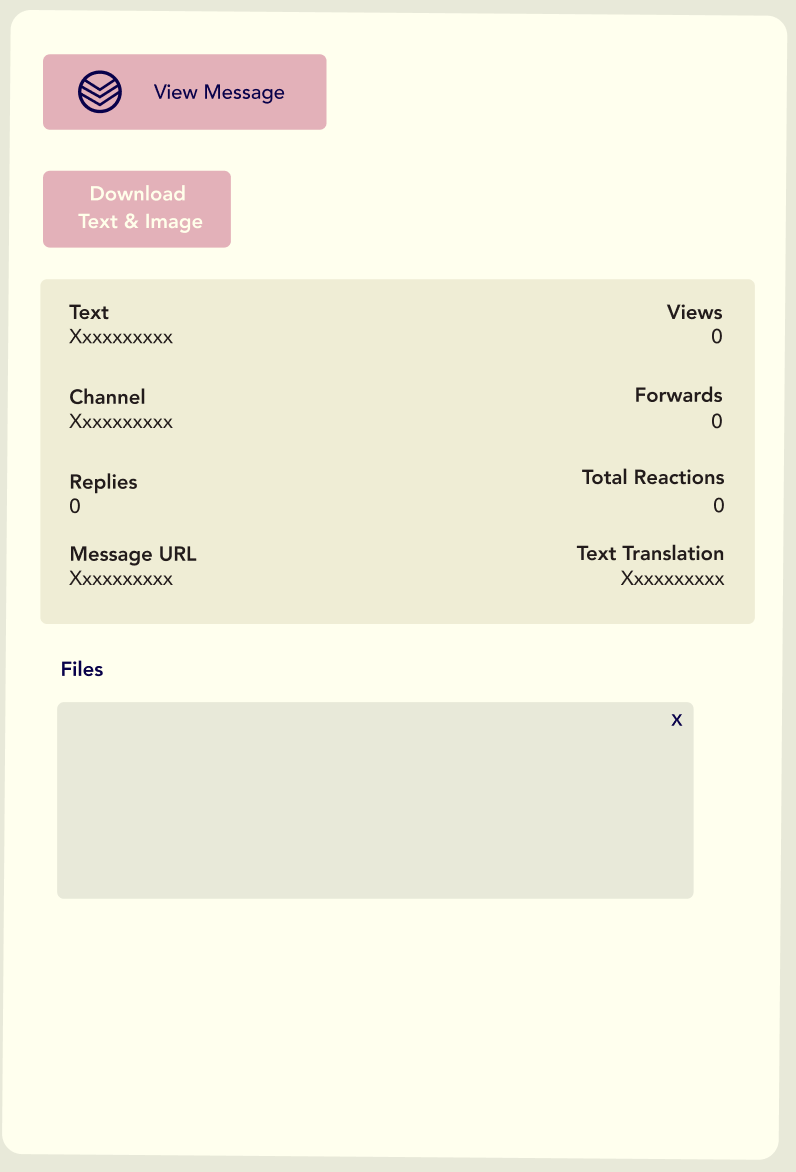 View Message
Download
Text & Image
Text
Xxxxxxxxxx
Views
0
Channel
Xxxxxxxxxx
Forwards
0
Replies
0
Total Reactions
0
Message URL
Xxxxxxxxxx
Text Translation
Xxxxxxxxxx
Files
x